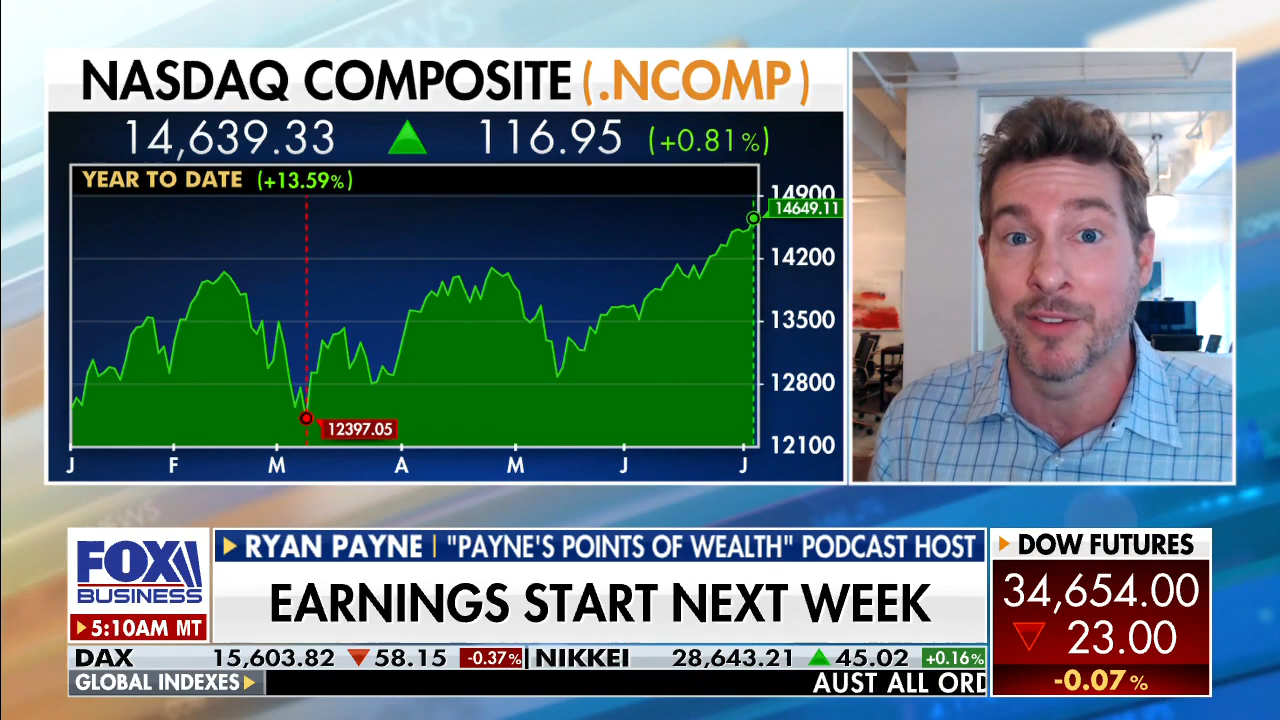 NASDAQ COMPOSITE (.NCOMP)
14,639.33 ▲ 116.95 (+0.81%)
YEAR TO DATE (+13.59%)
14900
14649.11
14200
13500
12800
12397.05
12100
J F M A M J J
RYAN PAYNE | "PAYNE'S POINTS OF WEALTH" PODCAST HOST
EARNINGS START NEXT WEEK
FOX
BUSINESS
5:10AM MT
DOW FUTURES
34,654.00
▽ 23.00
-0.07%
DAX 15,603.82 ▼ 58.15 -0.37% NIKKEI 28,643.21 ▲ 45.02 +0.16%
GLOBAL INDEXES AUST ALL ORD